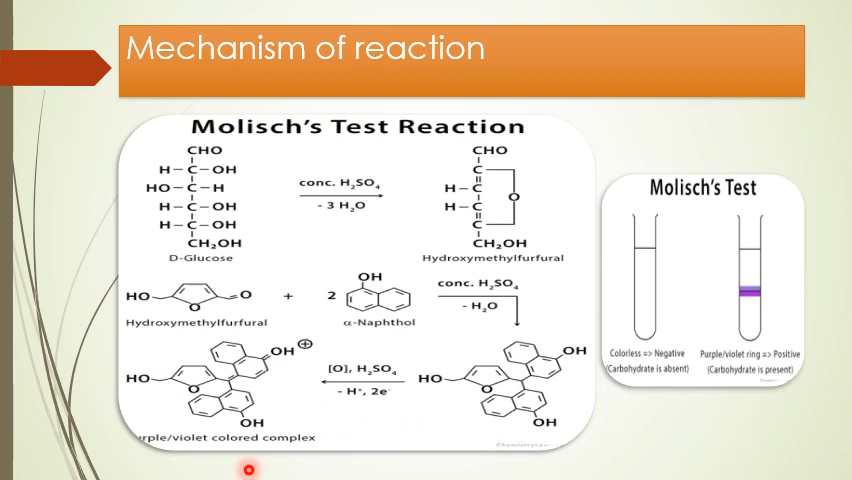 Mechanism of reaction
Molisch's Test Reaction
CHO
H–C–OH
HO–C–H
H–C–OH
H–C–OH
CH₂OH
D-Glucose
conc. H₂SO₄
- 3 H₂O
CHO
C
H–C
H–C
C
O
CH₂OH
Hydroxymethylfurfural
HO
O
O
Hydroxymethylfurfural
+
2
OH
α-Naphthol
conc. H₂SO₄
- H₂O
HO
O
OH
OH
[O], H₂SO₄
- H⁺, 2e⁻
HO
O
OH
⊕
OH
rple/violet colored complex
Molisch's Test
Colorless => Negative
(Carbohydrate is absent)
Purple/violet ring => Positive
(Carbohydrate is present)